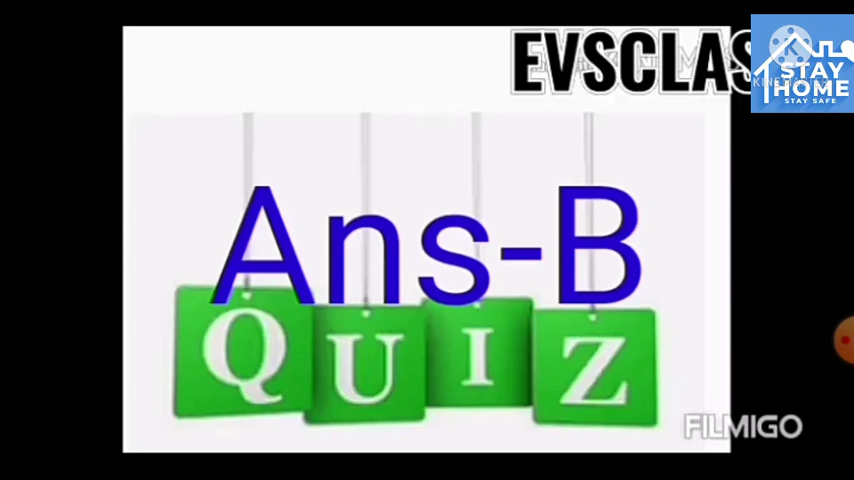 EVSCLAS
STAY
HOME
STAY SAFE
Ans-B
QUIZ
FILMIGO